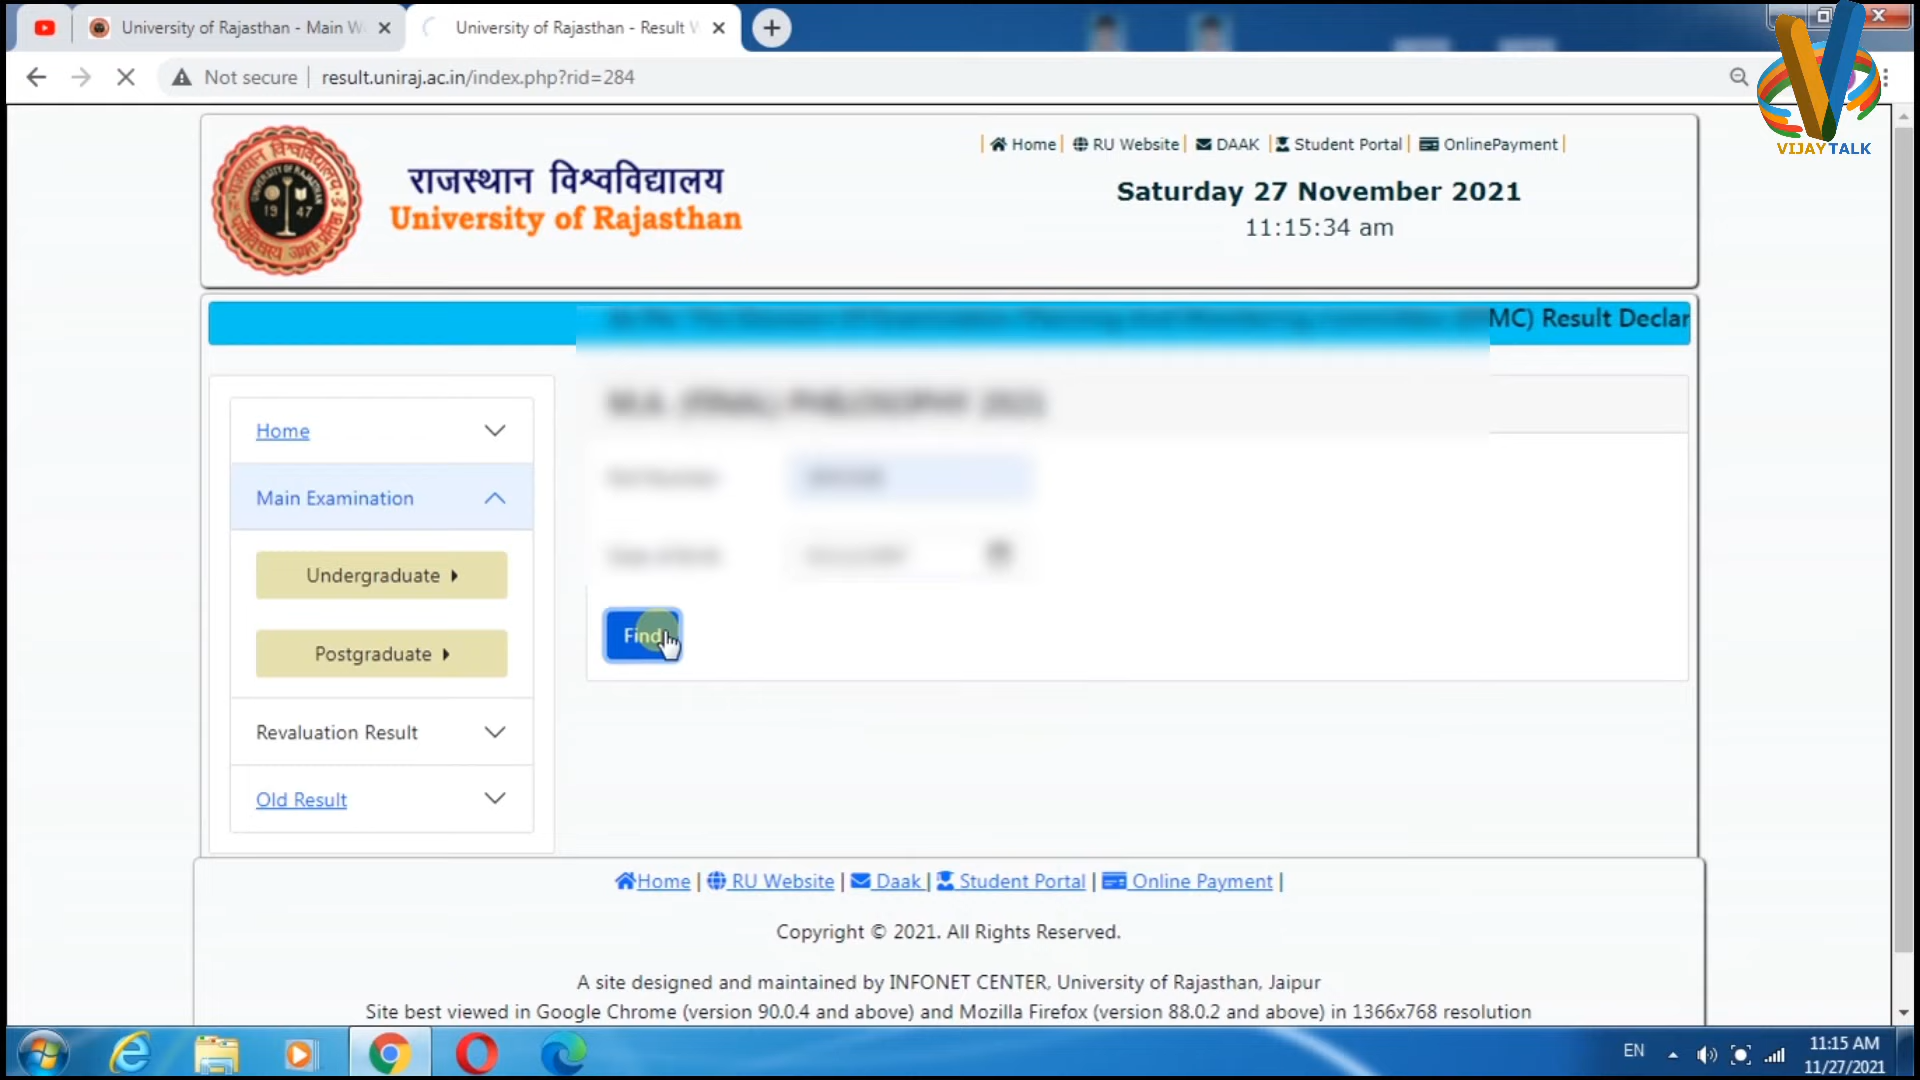 University of Rajasthan - Main W
University of Rajasthan - Result W
Not secure | result.uniraj.ac.in/index.php?rid=284
VIJAYTALK
| Home | RU Website | DAAK | Student Portal | OnlinePayment |
राजस्थान विश्वविद्यालय
University of Rajasthan
1947
Saturday 27 November 2021
11:15:34 am
MC) Result Declar
M.A. (FINAL) PHILOSOPHY 2021
Home
Main Examination
Undergraduate
Postgraduate
Revaluation Result
Old Result
Find
Home | RU Website | Daak | Student Portal | Online Payment |
Copyright © 2021. All Rights Reserved.
A site designed and maintained by INFONET CENTER, University of Rajasthan, Jaipur
Site best viewed in Google Chrome (version 90.0.4 and above) and Mozilla Firefox (version 88.0.2 and above) in 1366x768 resolution
EN
11:15 AM
11/27/2021